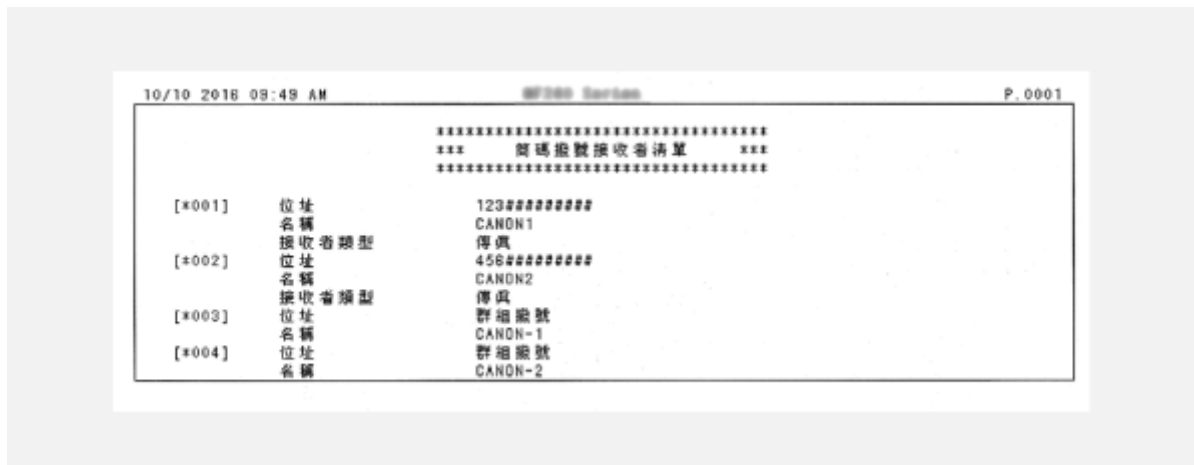 10/10 2016 09:49 AM P.0001
**********************************
*** 簡碼撥號接收者清單 ***
**********************************
[*001] 位址 123#########
名稱 CANON1
接收者類型 傳真
[*002] 位址 456#########
名稱 CANON2
接收者類型 傳真
[*003] 位址 群組撥號
名稱 CANON-1
[*004] 位址 群組撥號
名稱 CANON-2